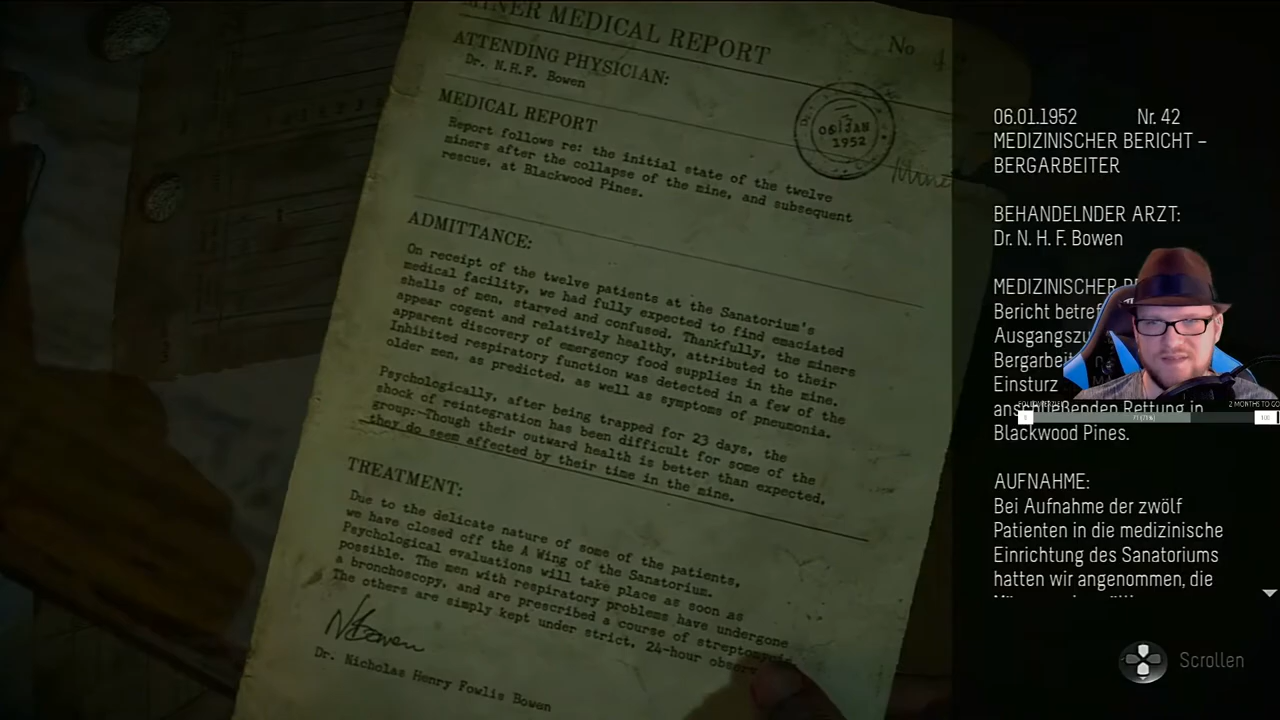 MINER MEDICAL REPORT
No 4
ATTENDING PHYSICIAN:
Dr. N.H.F. Bowen
MEDICAL REPORT
Report follows re: the initial state of the twelve
miners after the collapse of the mine, and subsequent
rescue, at Blackwood Pines.
06 JAN
1952
ADMITTANCE:
On receipt of the twelve patients at the Sanatorium's
medical facility, we had fully expected to find emaciated
shells of men, starved and confused. Thankfully, the miners
appear cogent and relatively healthy, attributed to their
apparent discovery of emergency food supplies in the mine.
Inhibited respiratory function was detected in a few of the
older men, as predicted, as well as symptoms of pneumonia.
Psychologically, after being trapped for 23 days, the
shock of reintegration has been difficult for some of the
group. Though their outward health is better than expected,
they do seem affected by their time in the mine.
TREATMENT:
Due to the delicate nature of some of the patients,
we have closed off the A Wing of the Sanatorium.
Psychological evaluations will take place as soon as
possible. The men with respiratory problems have undergone
a bronchoscopy, and are prescribed a course of
The others are simply kept under strict, 24-hour
NBowen
Dr. Nicholas Henry Fowlis Bowen
06.01.1952 Nr. 42
MEDIZINISCHER BERICHT –
BERGARBEITER
BEHANDELNDER ARZT:
Dr. N. H. F. Bowen
MEDIZINISCHER
Bericht
Einsturz
anschließenden Rettung in
Blackwood Pines.
AUFNAHME:
Bei Aufnahme der zwölf
Patienten in die medizinische
Einrichtung des Sanatoriums
hatten wir angenommen, die
2 MONTHS TO GO
Scrollen